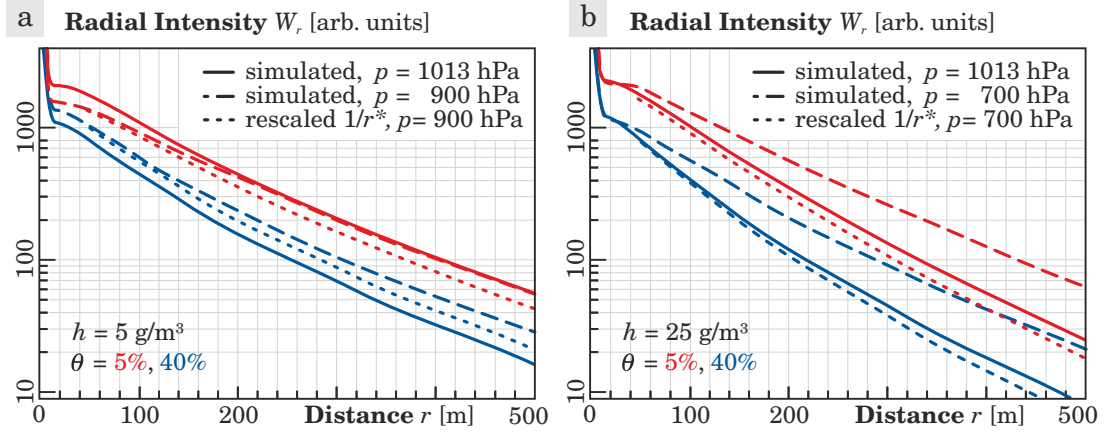 a
Radial Intensity Wᵣ [arb. units]
simulated, p = 1013 hPa
simulated, p = 900 hPa
rescaled 1/r*, p= 900 hPa
1000
100
10
h = 5 g/m³
θ = 5%, 40%
0 100 200 Distance r [m] 500
b
Radial Intensity Wᵣ [arb. units]
simulated, p = 1013 hPa
simulated, p = 700 hPa
rescaled 1/r*, p= 700 hPa
1000
100
10
h = 25 g/m³
θ = 5%, 40%
0 100 200 Distance r [m] 500